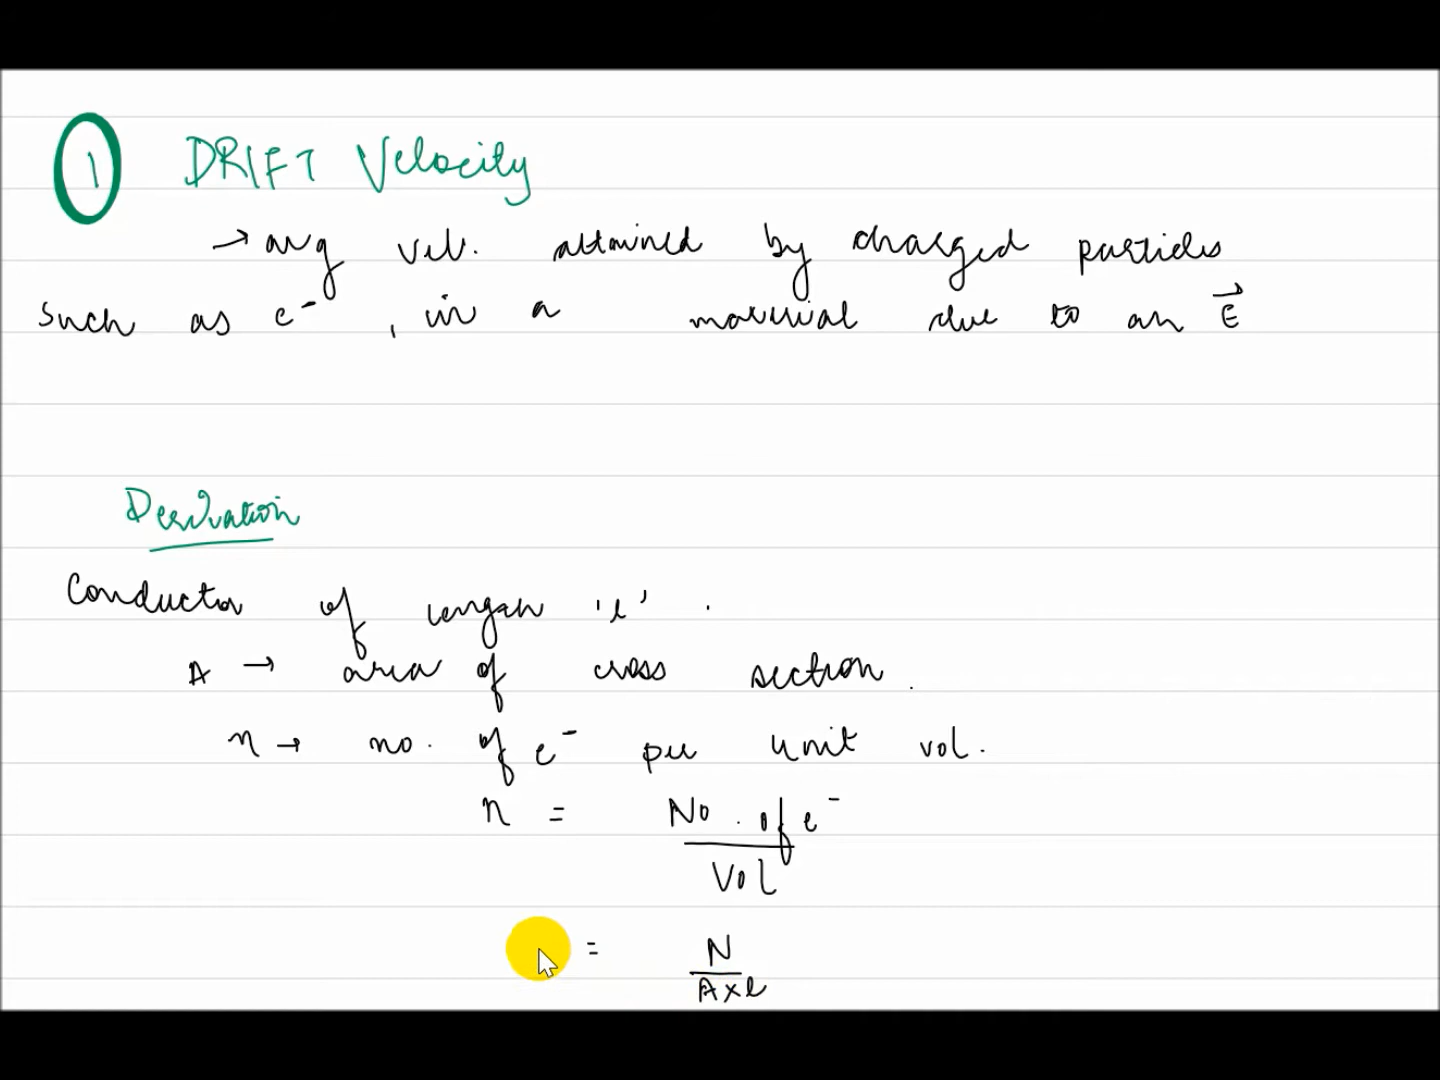 1 DRIFT Velocity
→ avg vel. attained by charged particles
such as e⁻, in a material due to an E⃗
Derivation
Conductor of length 'l'.
A → area of cross section.
n → no. of e⁻ per unit vol.
n = No. of e⁻ / Vol
= N / A×l